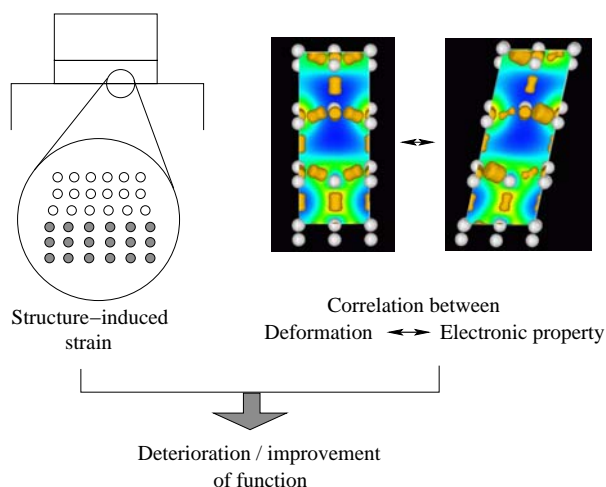 Structure–induced
strain
Correlation between
Deformation ↔ Electronic property
Deterioration / improvement
of function